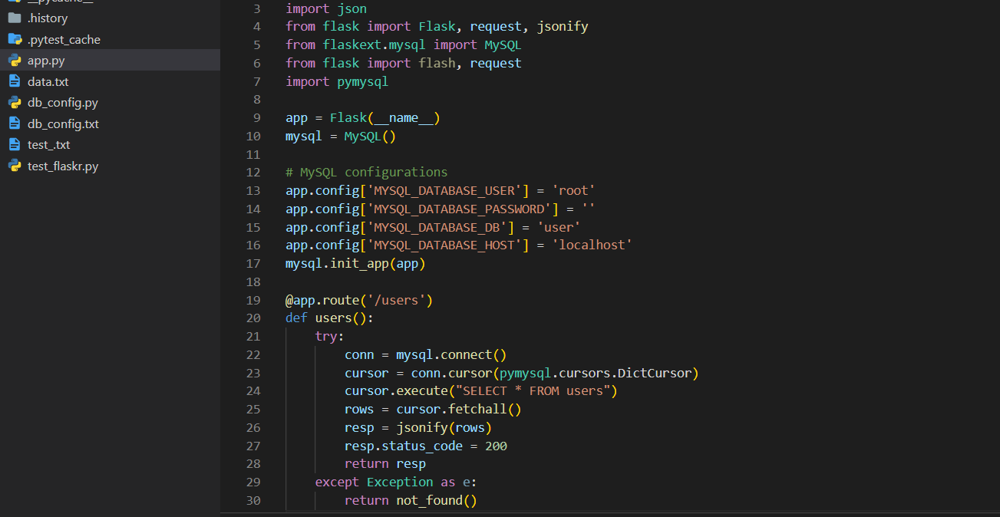 __pycache__
.history
.pytest_cache
app.py
data.txt
db_config.py
db_config.txt
test_.txt
test_flaskr.py
3 import json
4 from flask import Flask, request, jsonify
5 from flaskext.mysql import MySQL
6 from flask import flash, request
7 import pymysql
8
9 app = Flask(__name__)
10 mysql = MySQL()
11
12 # MySQL configurations
13 app.config['MYSQL_DATABASE_USER'] = 'root'
14 app.config['MYSQL_DATABASE_PASSWORD'] = ''
15 app.config['MYSQL_DATABASE_DB'] = 'user'
16 app.config['MYSQL_DATABASE_HOST'] = 'localhost'
17 mysql.init_app(app)
18
19 @app.route('/users')
20 def users():
21     try:
22         conn = mysql.connect()
23         cursor = conn.cursor(pymysql.cursors.DictCursor)
24         cursor.execute("SELECT * FROM users")
25         rows = cursor.fetchall()
26         resp = jsonify(rows)
27         resp.status_code = 200
28         return resp
29     except Exception as e:
30         return not_found()